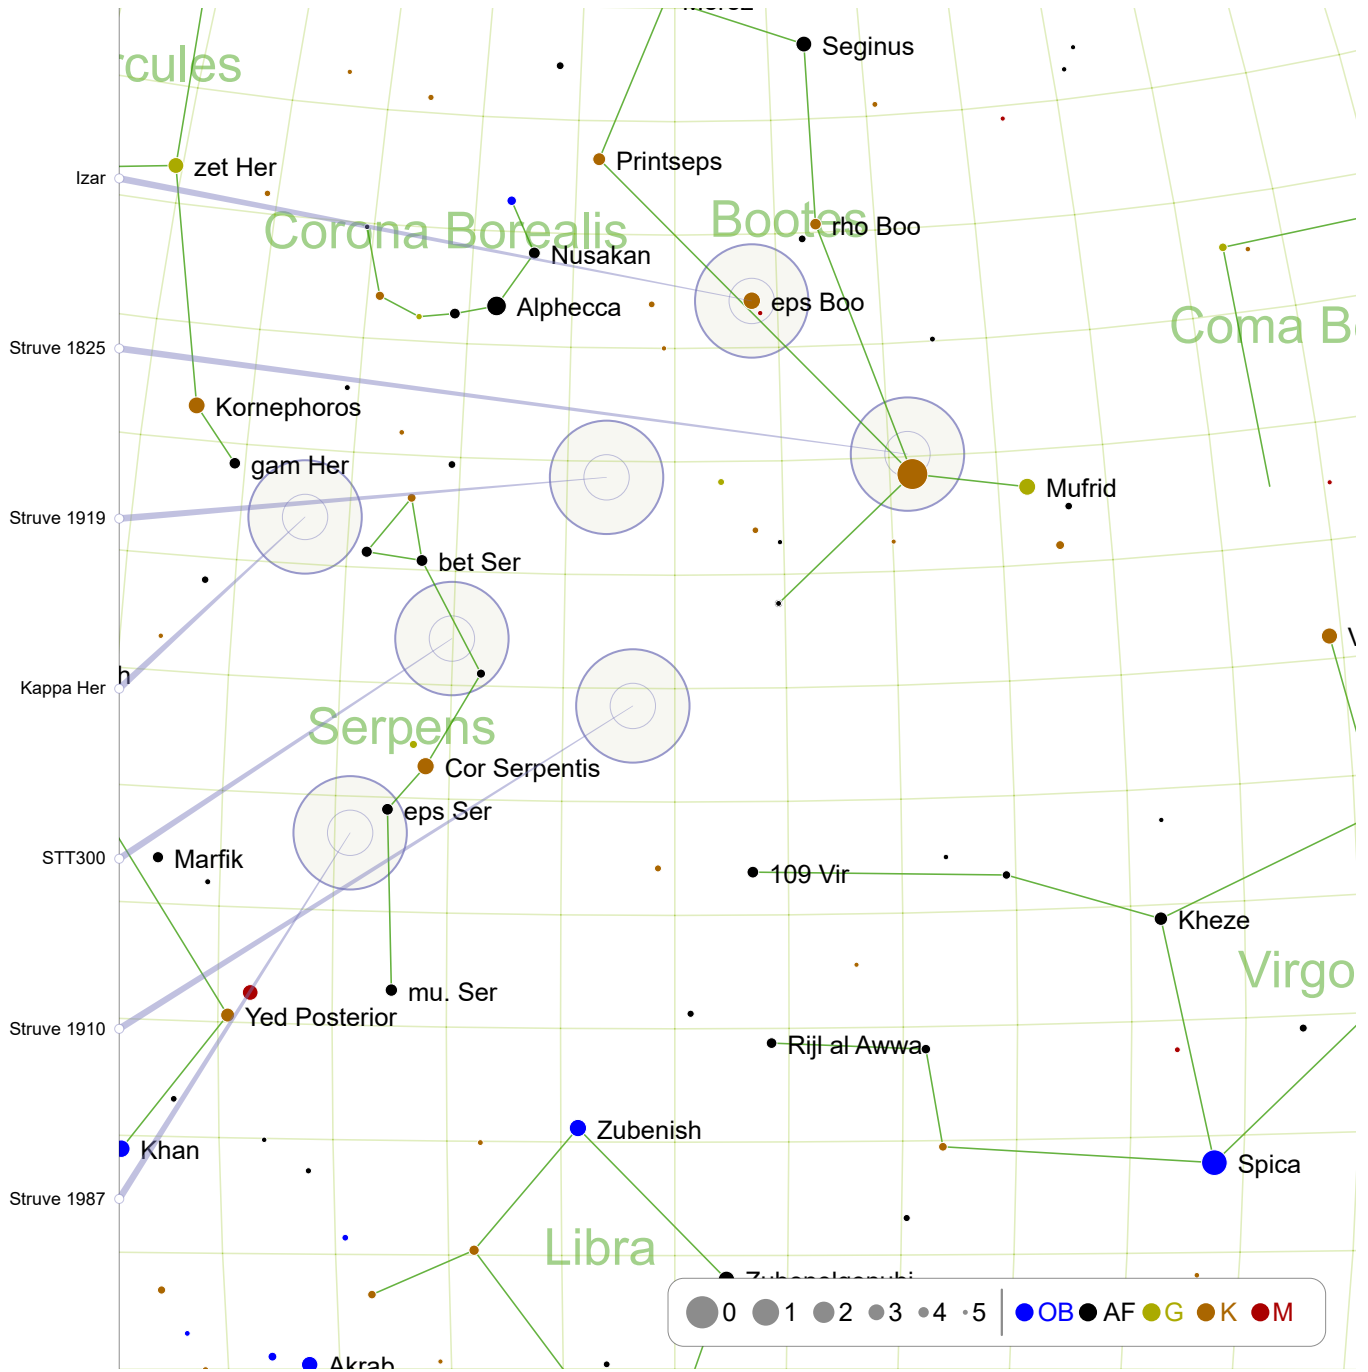 Seginus
rcules
Printseps
zet Her
Izar
Corona Borealis
Bootes
rho Boo
Nusakan
Alphecca
eps Boo
Coma B
Struve 1825
Kornephoros
gam Her
Mufrid
Struve 1919
bet Ser
V
h
Kappa Her
Serpens
Cor Serpentis
eps Ser
STT300
Marfik
109 Vir
Kheze
Virgo
mu. Ser
Yed Posterior
Struve 1910
Rijl al Awwa
Zubenish
Khan
Spica
Struve 1987
Libra
Zubenelgenubi
0 1 2 3 4 5 OB AF G K M
Akrab